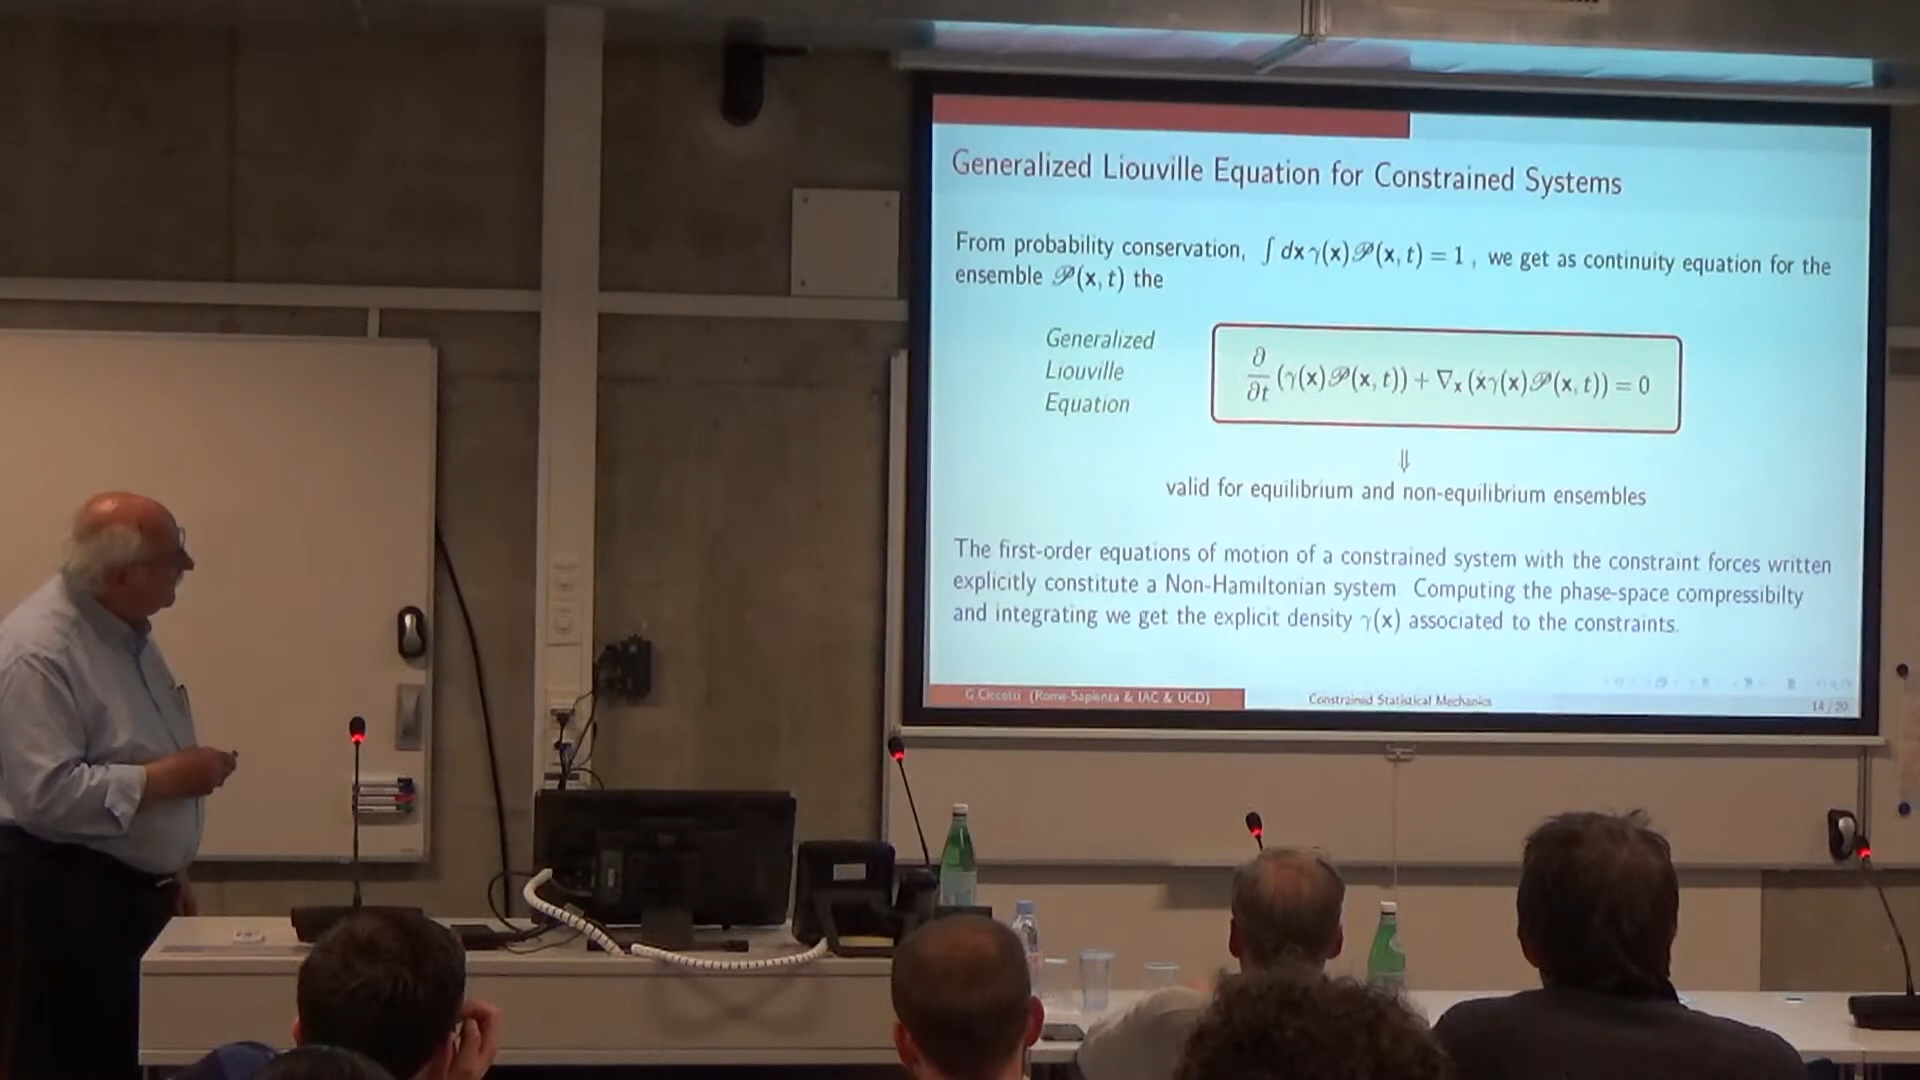 Generalized Liouville Equation for Constrained Systems
From probability conservation, ∫ dx γ(x)𝒫(x, t) = 1 , we get as continuity equation for the
ensemble 𝒫(x, t) the
Generalized
Liouville
Equation
∂/∂t (γ(x)𝒫(x, t)) + ∇ₓ (ẋγ(x)𝒫(x, t)) = 0
⇓
valid for equilibrium and non-equilibrium ensembles
The first-order equations of motion of a constrained system with the constraint forces written
explicitly constitute a Non-Hamiltonian system. Computing the phase-space compressibilty
and integrating we get the explicit density γ(x) associated to the constraints.
G Ciccotti (Rome-Sapienza & IAC & UCD)
Constrained Statistical Mechanics
14 / 20